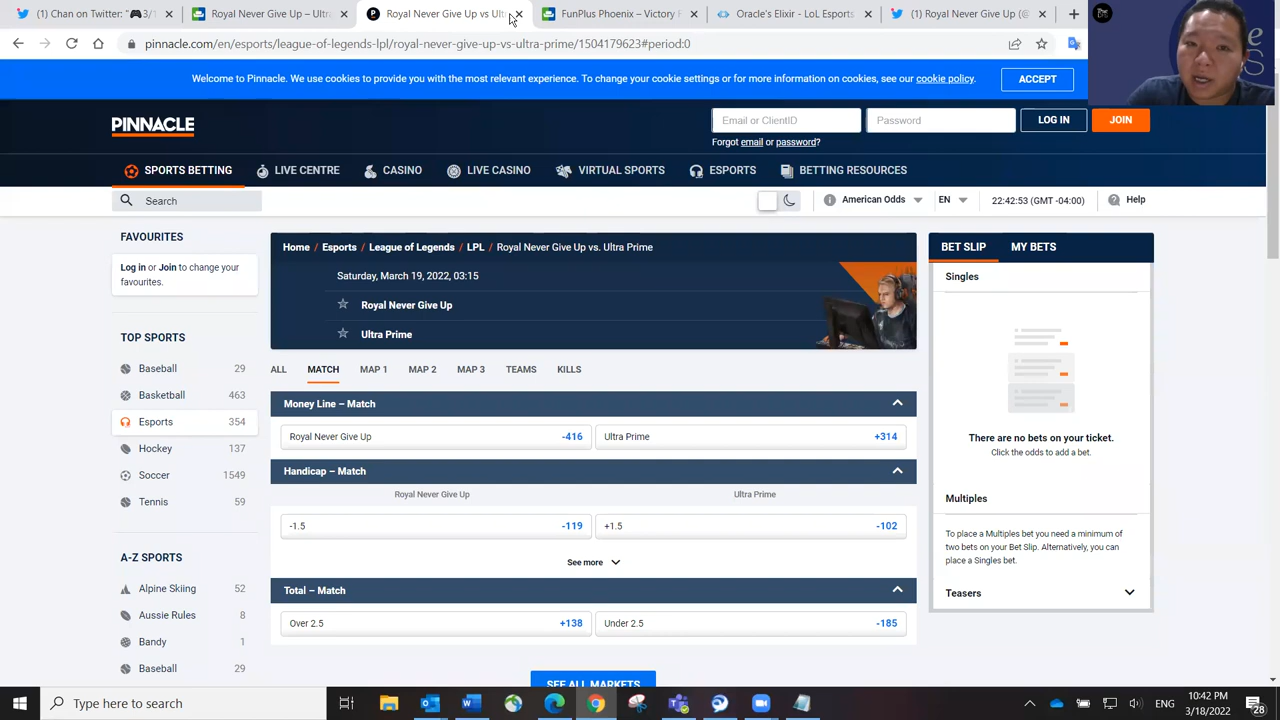 Chan on Twitter: "🎮3/1
Royal Never Give Up – Ultra
Royal Never Give Up vs Ult
FunPlus Phoenix – Victory F
Oracle's Elixir - LoL Esports
(1) Royal Never Give Up (@
pinnacle.com/en/esports/league-of-legends
/royal-never-give-up-vs-ultra-prime/1504179623#period:0
Welcome to Pinnacle. We use cookies to provide you with the most relevant experience. To change your cookie settings or for more information on cookies, see our cookie policy.
ACCEPT
PINNACLE
Email or ClientID
Password
LOG IN
JOIN
Forgot email or password?
SPORTS BETTING
LIVE CENTRE
CASINO
LIVE CASINO
VIRTUAL SPORTS
ESPORTS
BETTING RESOURCES
Search
American Odds
EN
22:42:53 (GMT -04:00)
Help
FAVOURITES
Log in or Join to change your
favourites.
TOP SPORTS
Baseball 29
Basketball 463
Esports 354
Hockey 137
Soccer 1549
Tennis 59
A-Z SPORTS
Alpine Skiing 52
Aussie Rules 8
Bandy 1
Baseball 29
Home / Esports / League of Legends / LPL / Royal Never Give Up vs. Ultra Prime
Saturday, March 19, 2022, 03:15
Royal Never Give Up
Ultra Prime
ALL
MATCH
MAP 1
MAP 2
MAP 3
TEAMS
KILLS
Money Line – Match
Royal Never Give Up -416
Ultra Prime +314
Handicap – Match
Royal Never Give Up
Ultra Prime
-1.5 -119
+1.5 -102
See more
Total – Match
Over 2.5 +138
Under 2.5 -185
SEE ALL MARKETS
BET SLIP
MY BETS
Singles
There are no bets on your ticket.
Click the odds to add a bet.
Multiples
To place a Multiples bet you need a minimum of
two bets on your Bet Slip. Alternatively, you can
place a Singles bet.
Teasers
Type here to search
ENG
10:42 PM
3/18/2022
28